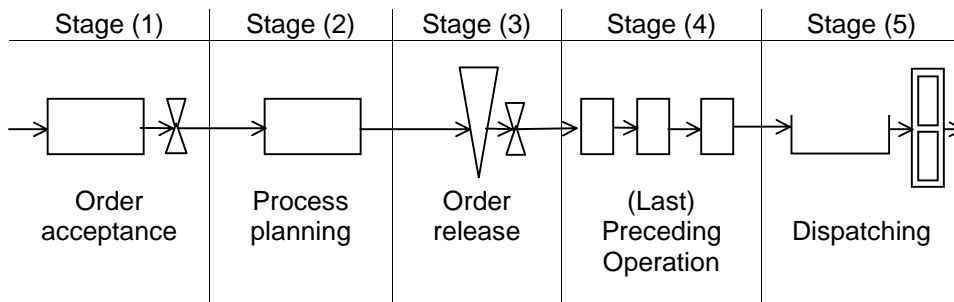 Stage (1)
Stage (2)
Stage (3)
Stage (4)
Stage (5)
Order
acceptance
Process
planning
Order
release
(Last)
Preceding
Operation
Dispatching